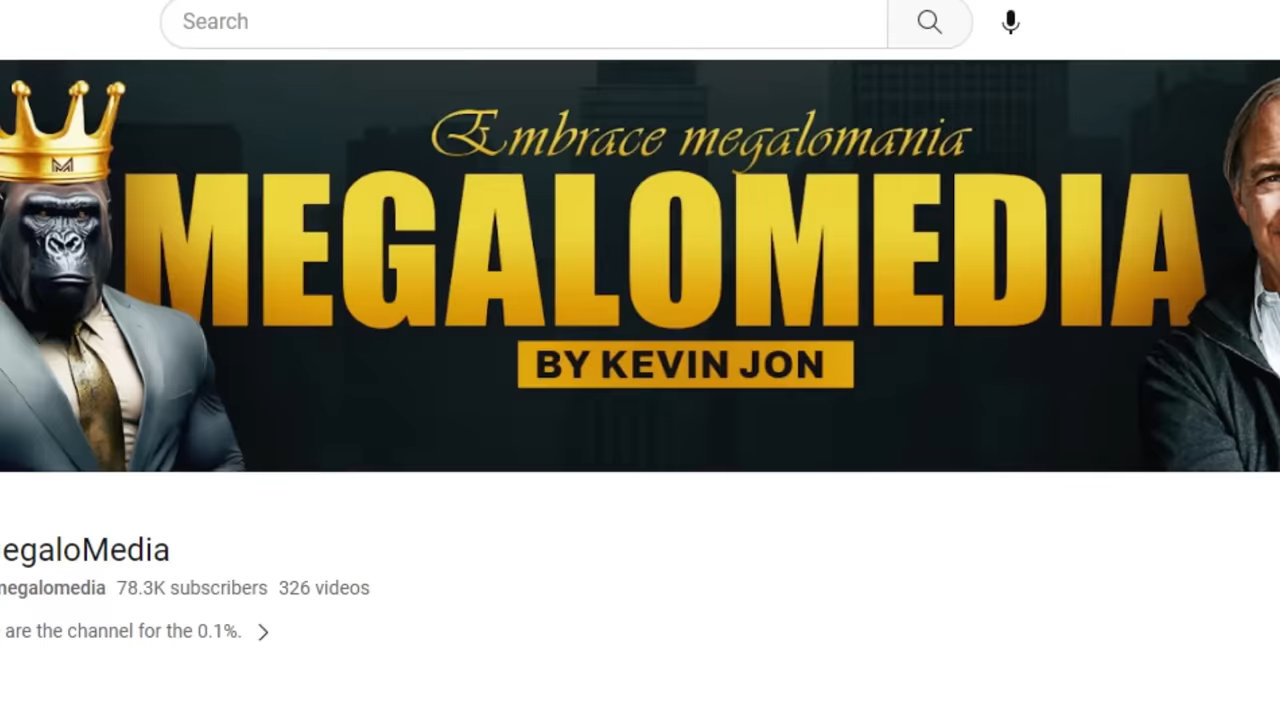 Search
Embrace megalomania
MEGALOMEDIA
BY KEVIN JON
egaloMedia
negalomedia 78.3K subscribers 326 videos
are the channel for the 0.1%.